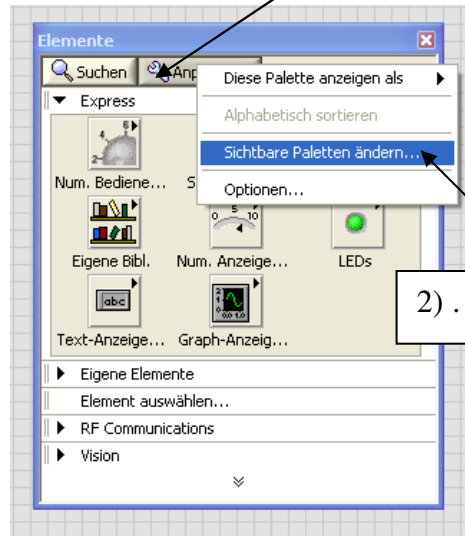 Elemente
Suchen
Diese Palette anzeigen als
Express
Alphabetisch sortieren
Sichtbare Paletten ändern...
Num. Bediene...
Optionen...
Eigene Bibl.
Num. Anzeige...
LEDs
abc
2) .
Text-Anzeige...
Graph-Anzeig...
Eigene Elemente
Element auswählen...
RF Communications
Vision